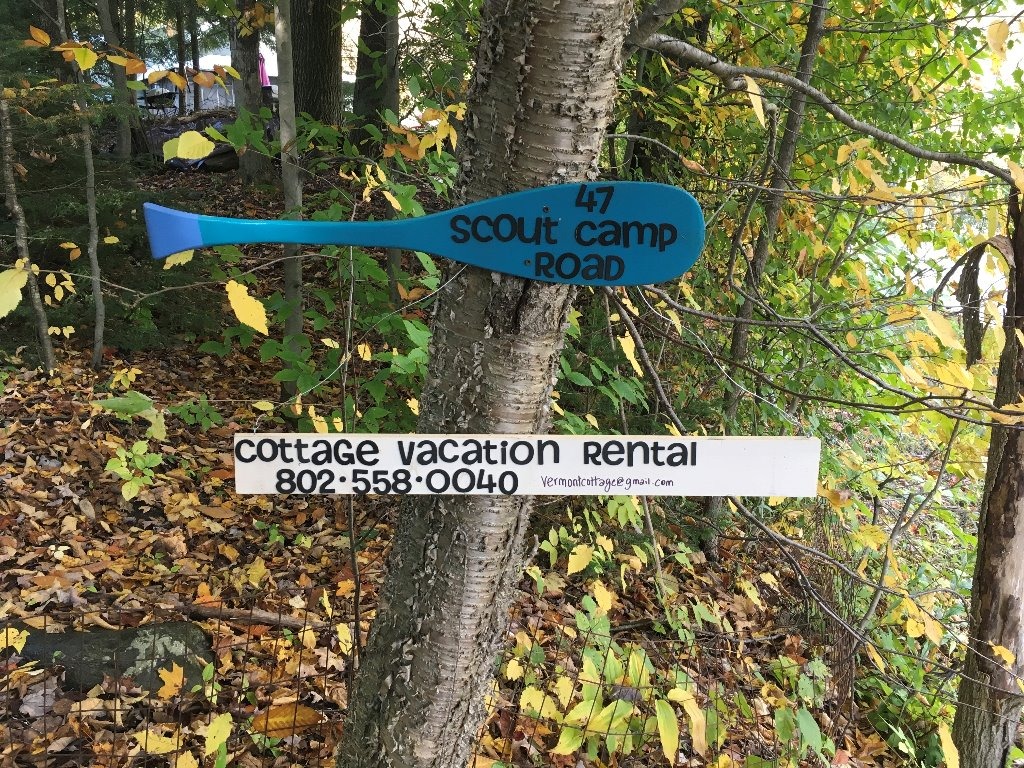 47
Scout Camp
Road
Cottage Vacation Rental
802·558·0040 Vermontcottage@gmail.com